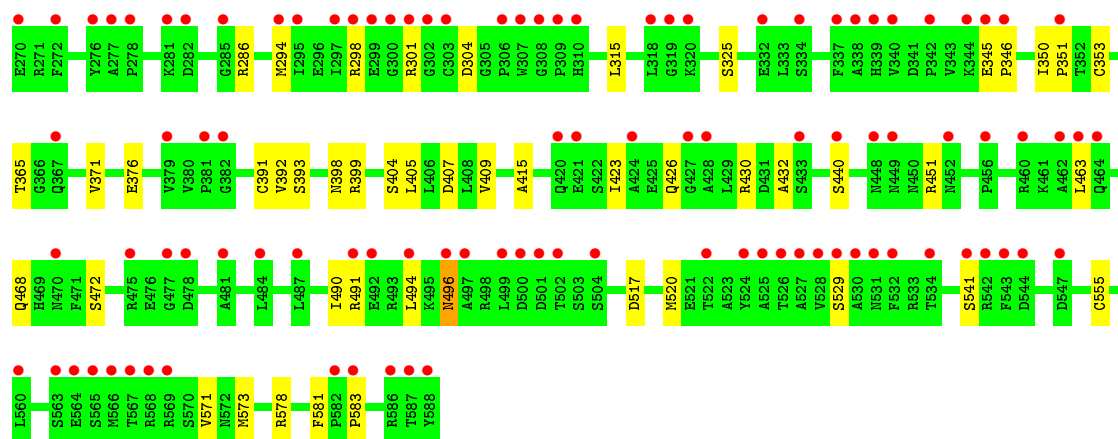 E270 R271 F272 Y276 A277 P278 K281 D282 G285 R286 M294 I295 E296 I297 R298 E299 G300 R301 G302 C303 D304 G305 P306 W307 G308 P309 H310 L315 L318 G319 K320 S325 E332 L333 S334 F337 A338 H339 V340 D341 P342 V343 K344 E345 P346 I350 P351 T352 C353
T365 G366 Q367 V371 E376 V379 V380 P381 G382 C391 V392 S393 N398 R399 S404 L405 L406 D407 L408 V409 A415 Q420 E421 S422 I423 A424 E425 Q426 G427 A428 L429 R430 D431 A432 S433 S440 N448 N449 N450 R451 N452 P456 R460 K461 A462 L463 Q464
Q468 H469 N470 F471 S472 R475 E476 G477 D478 A481 L484 L487 I490 R491 E492 R493 L494 K495 N496 A497 R498 L499 D500 D501 T502 S503 S504 D517 M520 E521 T522 A523 Y524 A525 T526 A527 V528 S529 A530 N531 F532 R533 T534 S541 R542 F543 D544 D547 C555
L560 S563 E564 S565 M566 T567 R568 R569 S570 V571 N572 M573 R578 F581 P582 P583 R586 T587 Y588